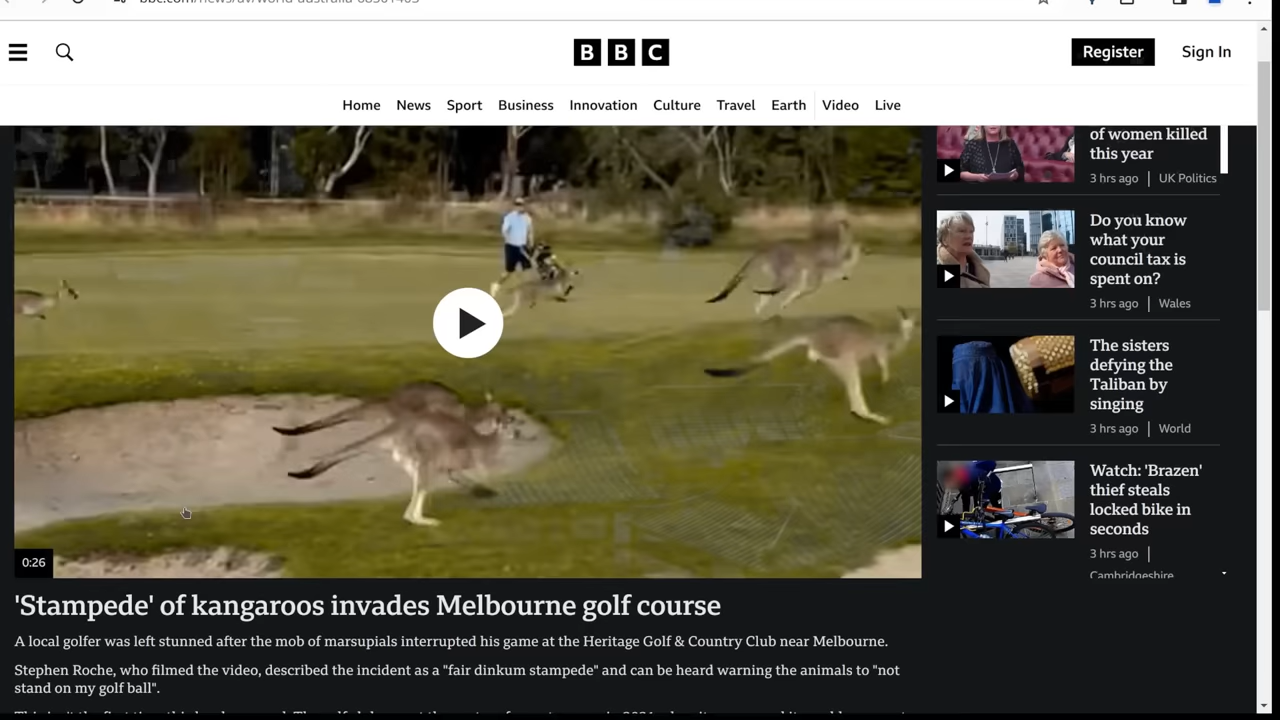 BBC
Register
Sign In
Home
News
Sport
Business
Innovation
Culture
Travel
Earth
Video
Live
0:26
'Stampede' of kangaroos invades Melbourne golf course
A local golfer was left stunned after the mob of marsupials interrupted his game at the Heritage Golf & Country Club near Melbourne.
Stephen Roche, who filmed the video, described the incident as a "fair dinkum stampede" and can be heard warning the animals to "not
stand on my golf ball".
of women killed
this year
3 hrs ago | UK Politics
Do you know
what your
council tax is
spent on?
3 hrs ago | Wales
The sisters
defying the
Taliban by
singing
3 hrs ago | World
Watch: 'Brazen'
thief steals
locked bike in
seconds
3 hrs ago |
Cambridgeshire